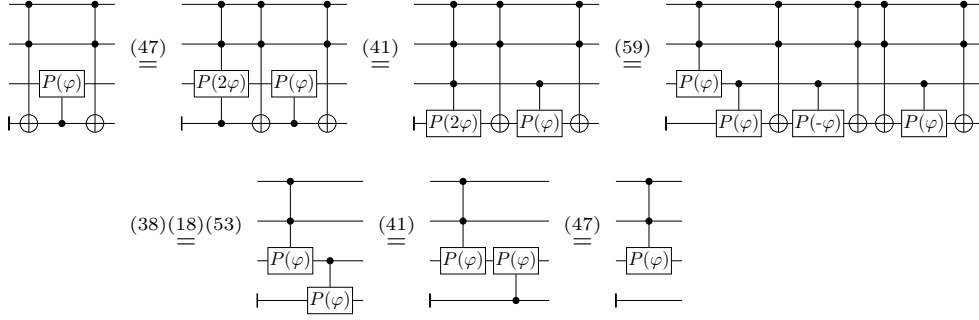 P(φ) (47) = P(2φ) P(φ) (41) = P(2φ) P(φ) (59) = P(φ) P(φ) P(-φ) P(φ)
(38)(18)(53) = P(φ) P(φ) (41) = P(φ) P(φ) (47) = P(φ)